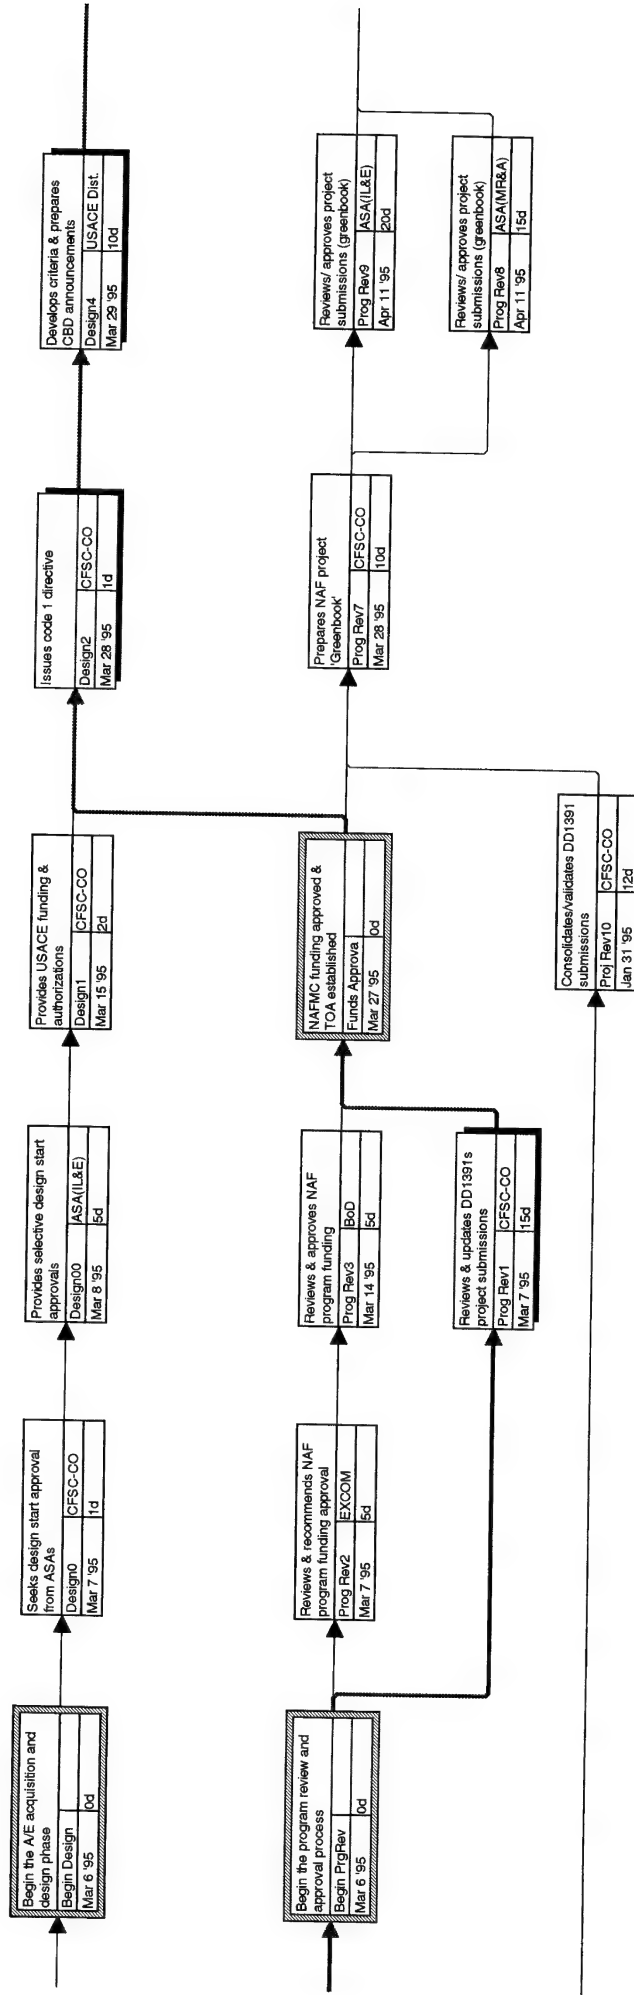 Begin the A/E acquisition and
design phase
Begin Design
Mar 6 '95 0d
Seeks design start approval
from ASAs
Design0 CFSC-CO
Mar 7 '95 1d
Provides selective design start
approvals
Design00 ASA(IL&E)
Mar 8 '95 5d
Provides USACE funding &
authorizations
Design1 CFSC-CO
Mar 15 '95 2d
Issues code 1 directive
Design2 CFSC-CO
Mar 28 '95 1d
Develops criteria & prepares
CBD announcements
Design4 USACE Dist.
Mar 29 '95 10d
Begin the program review and
approval process
Begin PrgRev
Mar 6 '95 0d
Reviews & recommends NAF
program funding approval
Prog Rev2 EXCOM
Mar 7 '95 5d
Reviews & approves NAF
program funding
Prog Rev3 BoD
Mar 14 '95 5d
NAFMC funding approved &
TOA established
Funds Approva
Mar 27 '95 0d
Prepares NAF project
'Greenbook'
Prog Rev7 CFSC-CO
Mar 28 '95 10d
Reviews/ approves project
submissions (greenbook)
Prog Rev9 ASA(IL&E)
Apr 11 '95 20d
Reviews & updates DD1391s
project submissions
Prog Rev1 CFSC-CO
Mar 7 '95 15d
Reviews/ approves project
submissions (greenbook)
Prog Rev8 ASA(MR&A)
Apr 11 '95 15d
Consolidates/validates DD1391
submissions
Proj Rev10 CFSC-CO
Jan 31 '95 12d